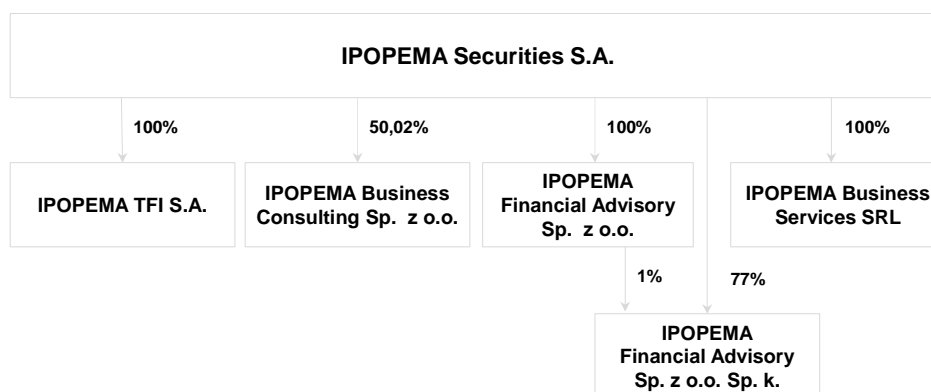 IPOPEMA Securities S.A.
100%
50,02%
100%
100%
IPOPEMA TFI S.A.
IPOPEMA Business
Consulting Sp. z o.o.
IPOPEMA
Financial Advisory
Sp. z o.o.
IPOPEMA Business
Services SRL
1%
77%
IPOPEMA
Financial Advisory
Sp. z o.o. Sp. k.